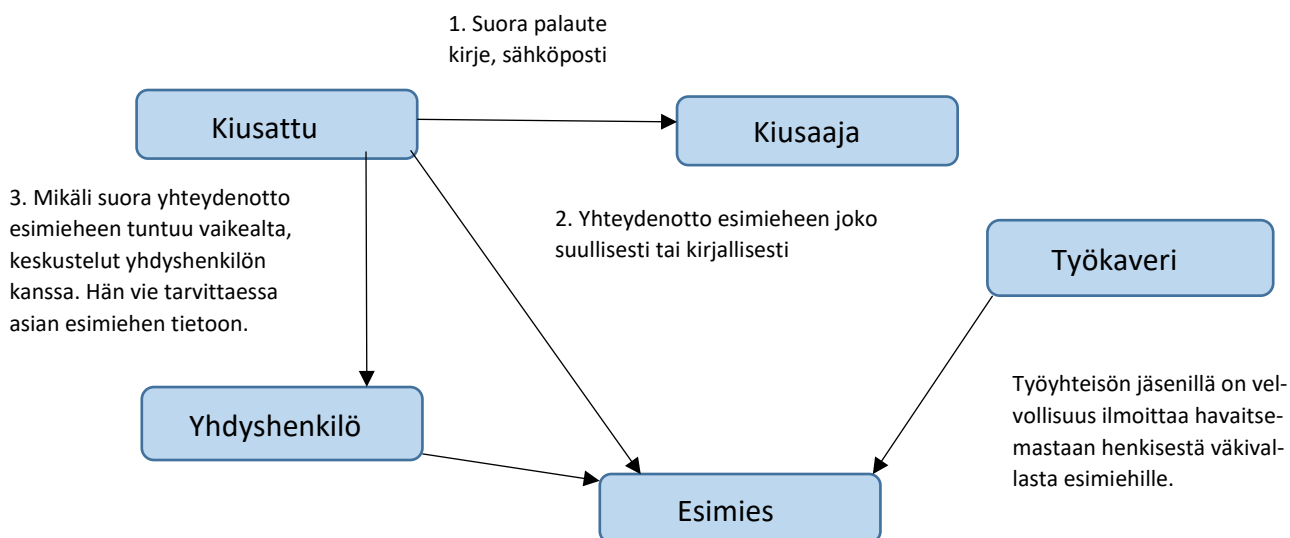 1. Suora palaute
kirje, sähköposti
Kiusattu
Kiusaaja
3. Mikäli suora yhteydenotto
esimieheen tuntuu vaikealta,
keskustelut yhdyshenkilön
kanssa. Hän vie tarvittaessa
asian esimiehen tietoon.
2. Yhteydenotto esimieheen joko
suullisesti tai kirjallisesti
Työkaveri
Yhdyshenkilö
Työyhteisön jäsenillä on vel-
vollisuus ilmoittaa havaitse-
mastaan henkisestä väkival-
lasta esimiehille.
Esimies